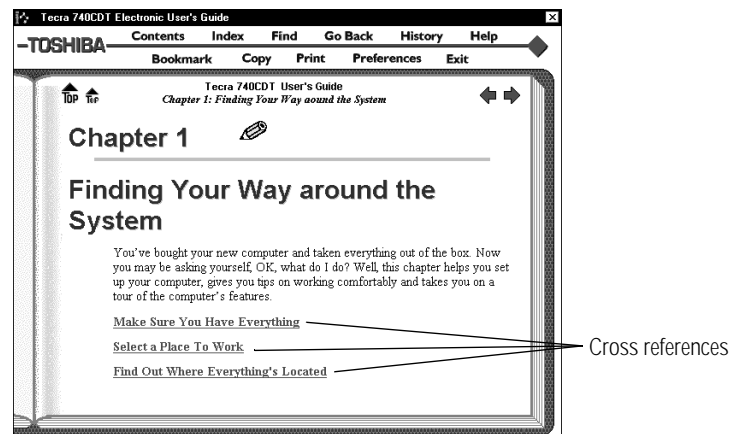 Tecra 740CDT Electronic User's Guide
-TOSHIBA-
Contents Index Find Go Back History Help
Bookmark Copy Print Preferences Exit
TOP TOP
Tecra 740CDT User's Guide
Chapter 1: Finding Your Way aound the System
Chapter 1
Finding Your Way around the
System
You've bought your new computer and taken everything out of the box. Now
you may be asking yourself, OK, what do I do? Well, this chapter helps you set
up your computer, gives you tips on working comfortably and takes you on a
tour of the computer's features.
Make Sure You Have Everything
Select a Place To Work
Find Out Where Everything's Located
Cross references